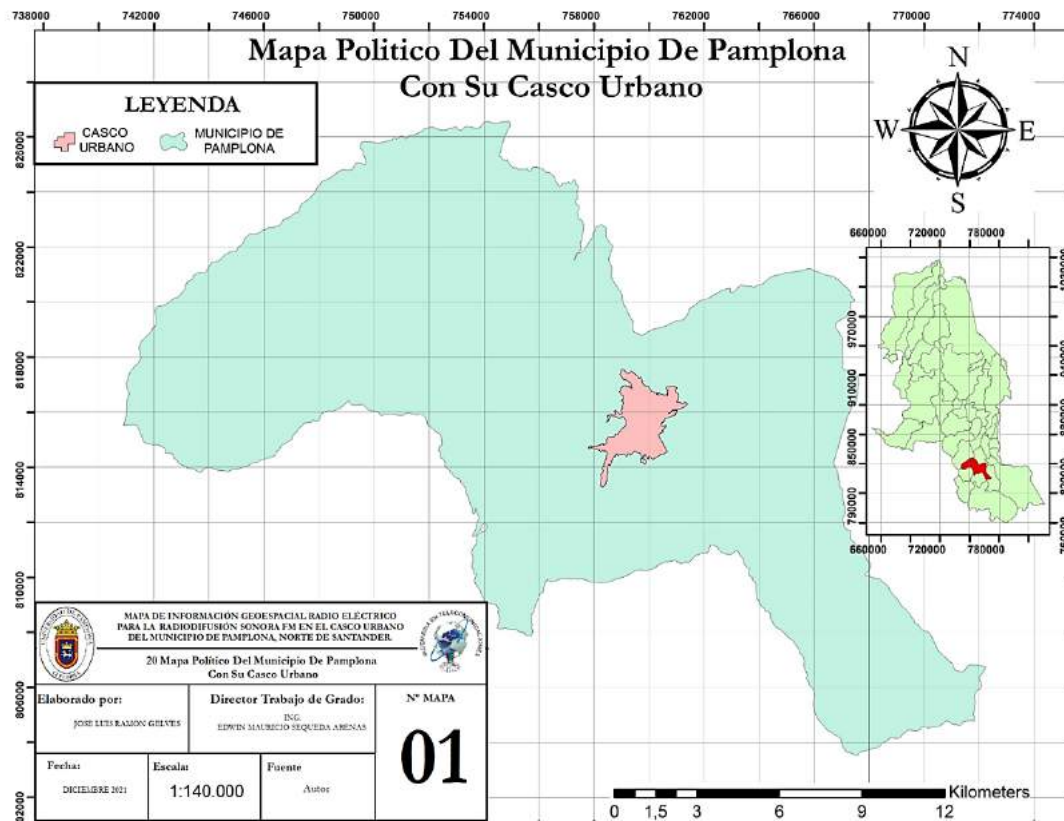 738000 742000 746000 750000 754000 758000 762000 766000 770000 774000
Mapa Politico Del Municipio De Pamplona
Con Su Casco Urbano
LEYENDA
CASCO
URBANO
MUNICIPIO DE
PAMPLONA
N
W E
S
826000
822000
818000
814000
810000
806000
802000
660000 720000 780000
970000
910000
850000
790000
660000 720000 780000
MAPA DE INFORMACIÓN GEOESPACIAL RADIO ELÉCTRICO
PARA LA RADIODIFUSIÓN SONORA FM EN EL CASCO URBANO
DEL MUNICIPIO DE PAMPLONA, NORTE DE SANTANDER.
20 Mapa Político Del Municipio De Pamplona
Con Su Casco Urbano
Elaborado por:
JOSE LUIS RAMON GELVES
Director Trabajo de Grado:
ING.
EDWIN MAURICIO SEQUEDA ARENAS
N° MAPA
01
Fecha:
DICIEMBRE 2021
Escala:
1:140.000
Fuente
Autor
Kilometers
0 1,5 3 6 9 12